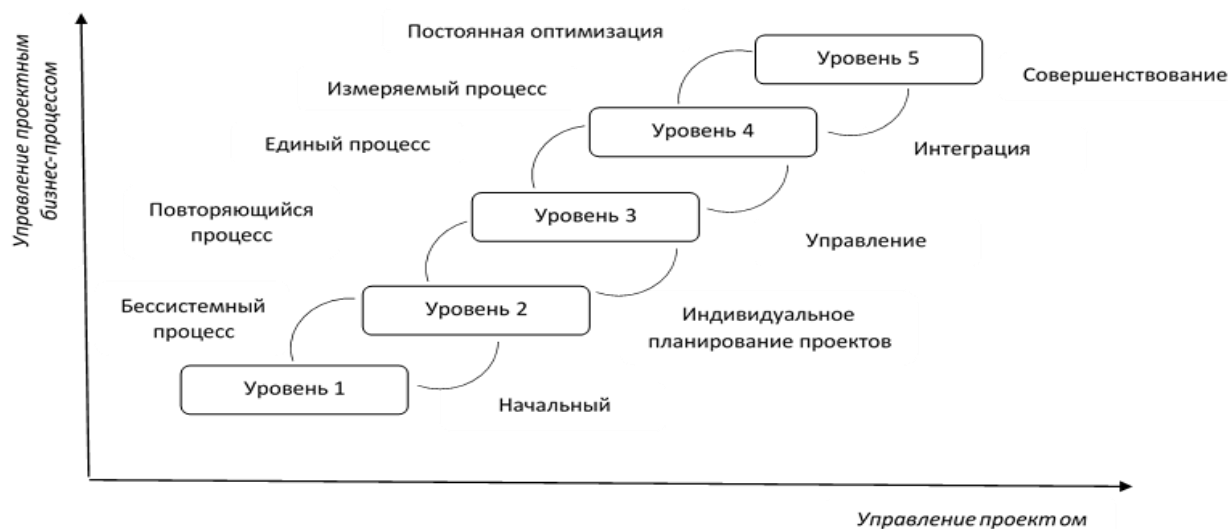 Управление проектным
бизнес-процессом
Постоянная оптимизация
Уровень 5
Совершенствование
Измеряемый процесс
Уровень 4
Интеграция
Единый процесс
Уровень 3
Управление
Повторяющийся
процесс
Уровень 2
Индивидуальное
планирование проектов
Бессистемный
процесс
Уровень 1
Начальный
Управление проектом